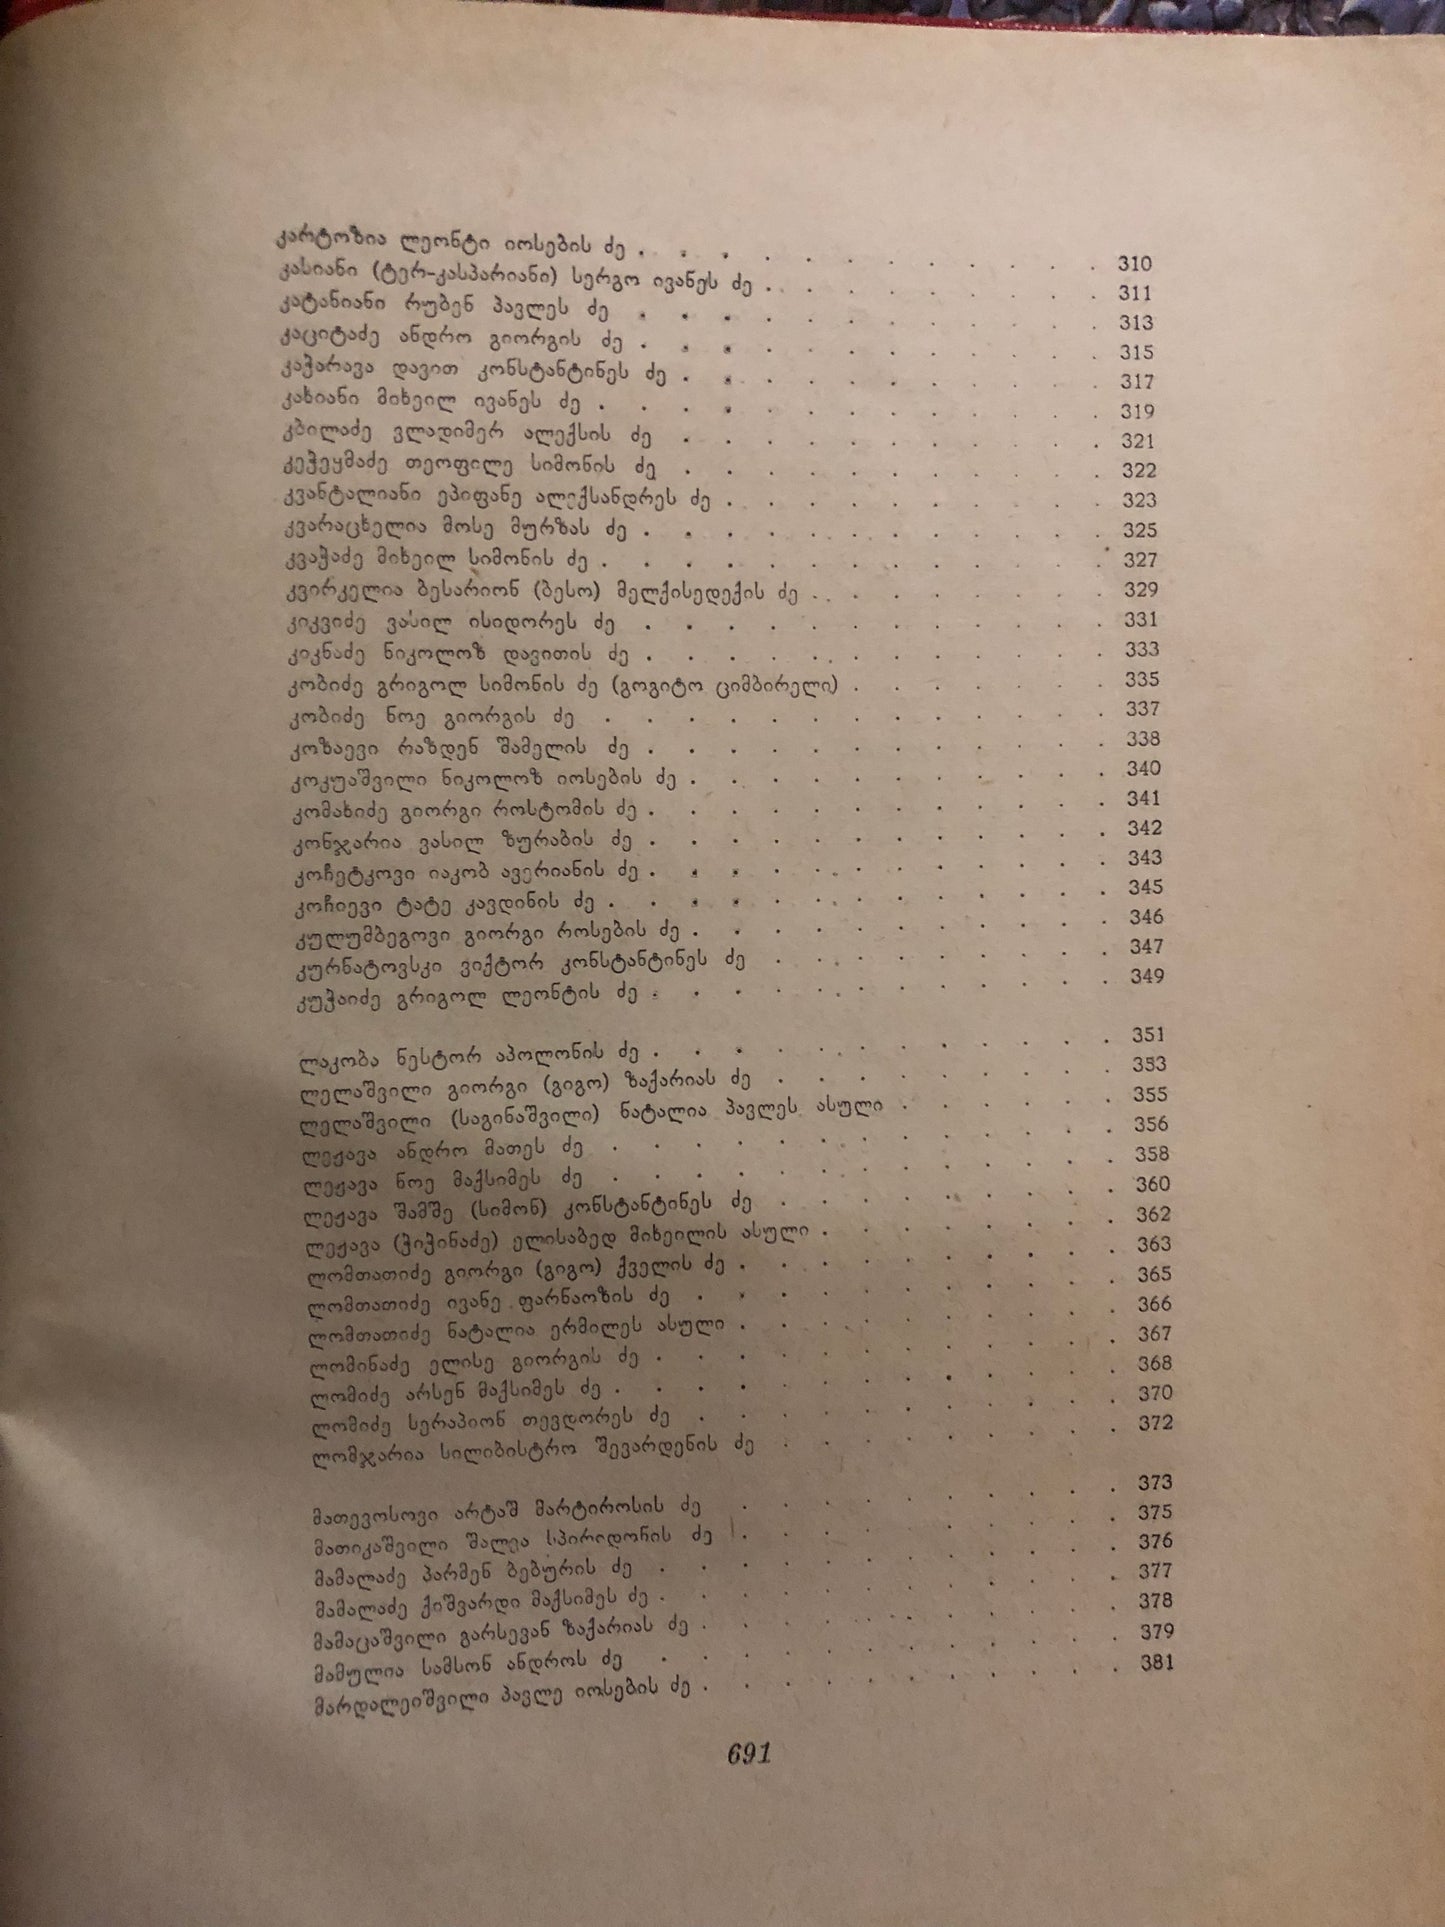 კარტოზია ლეონტი იოსების ძე . . . . . . . . . . . . 310
კასიანი (ტერ-კასპარიანი) სერგო ივანეს ძე . . . . . . . . . 311
კატანიანი რუბენ პავლეს ძე . . . . . . . . . . . . 313
კაციტაძე ანდრო გიორგის ძე . . . . . . . . . . . . 315
კაჭარავა დავით კონსტანტინეს ძე . . . . . . . . . . . 317
კახიანი მიხეილ ივანეს ძე . . . . . . . . . . . . . 319
კბილაძე ვლადიმერ ალექსის ძე . . . . . . . . . . . 321
კეჭეყმაძე თეოფილე სიმონის ძე . . . . . . . . . . . 322
კვანტალიანი ეპიფანე ალექსანდრეს ძე . . . . . . . . . . 323
კვარაცხელია მოსე მურზას ძე . . . . . . . . . . . . 325
კვაჭაძე მიხეილ სიმონის ძე . . . . . . . . . . . . . 327
კვირკელია ბესარიონ (ბესო) მელქისედექის ძე . . . . . . . . 329
კიკვიძე ვასილ ისიდორეს ძე . . . . . . . . . . . . 331
კიკნაძე ნიკოლოზ დავითის ძე . . . . . . . . . . . . 333
კობიძე გრიგოლ სიმონის ძე (გოგიტო ციმბირელი) . . . . . . . 335
კობიძე ნოე გიორგის ძე . . . . . . . . . . . . . 337
კოზაევი რაზდენ შამელის ძე . . . . . . . . . . . . 338
კოკუაშვილი ნიკოლოზ იოსების ძე . . . . . . . . . . . 340
კომახიძე გიორგი როსტომის ძე . . . . . . . . . . . . 341
კონჯარია ვასილ ზურაბის ძე . . . . . . . . . . . . 342
კოჩეტკოვი იაკობ ავერიანის ძე . . . . . . . . . . . . 343
კოჩიევი ტატე კავდინის ძე . . . . . . . . . . . . . 345
კულუმბეგოვი გიორგი როსების ძე . . . . . . . . . . . 346
კურნატოვსკი ვიქტორ კონსტანტინეს ძე . . . . . . . . . 347
კუჭაიძე გრიგოლ ლეონტის ძე . . . . . . . . . . . . 349
ლაკობა ნესტორ აპოლონის ძე . . . . . . . . . . . . 351
ლელაშვილი გიორგი (გიგო) ზაქარიას ძე . . . . . . . . . 353
ლელაშვილი (საგინაშვილი) ნატალია პავლეს ასული . . . . . . 355
ლეჟავა ანდრო მათეს ძე . . . . . . . . . . . . . 356
ლეჟავა ნოე მაქსიმეს ძე . . . . . . . . . . . . . 358
ლეჟავა შამშე (სიმონ) კონსტანტინეს ძე . . . . . . . . . 360
ლეჟავა (ჭიჭინაძე) ელისაბედ მიხეილის ასული . . . . . . . . 362
ლომთათიძე გიორგი (გიგო) ქველის ძე . . . . . . . . . . 363
ლომთათიძე ივანე ფარნაოზის ძე . . . . . . . . . . . 365
ლომთათიძე ნატალია ერმილეს ასული . . . . . . . . . . 366
ლომინაძე ელისე გიორგის ძე . . . . . . . . . . . . 367
ლომიძე არსენ მაქსიმეს ძე . . . . . . . . . . . . . 368
ლომიძე სერაპიონ თევდორეს ძე . . . . . . . . . . . 370
ლომჯარია სილიბისტრო შევარდენის ძე . . . . . . . . . 372
მათევოსოვი არტაშ მარტიროსის ძე . . . . . . . . . . 373
მათიკაშვილი შალვა სპირიდონის ძე . . . . . . . . . . 375
მამალაძე პარმენ ბებურის ძე . . . . . . . . . . . . 376
მამალაძე ქიშვარდი მაქსიმეს ძე . . . . . . . . . . . . 377
მამაცაშვილი გარსევან ზაქარიას ძე . . . . . . . . . . . 378
მამულია სამსონ ანდროს ძე . . . . . . . . . . . . 379
მარდალეიშვილი პავლე იოსების ძე . . . . . . . . . . . 381
691